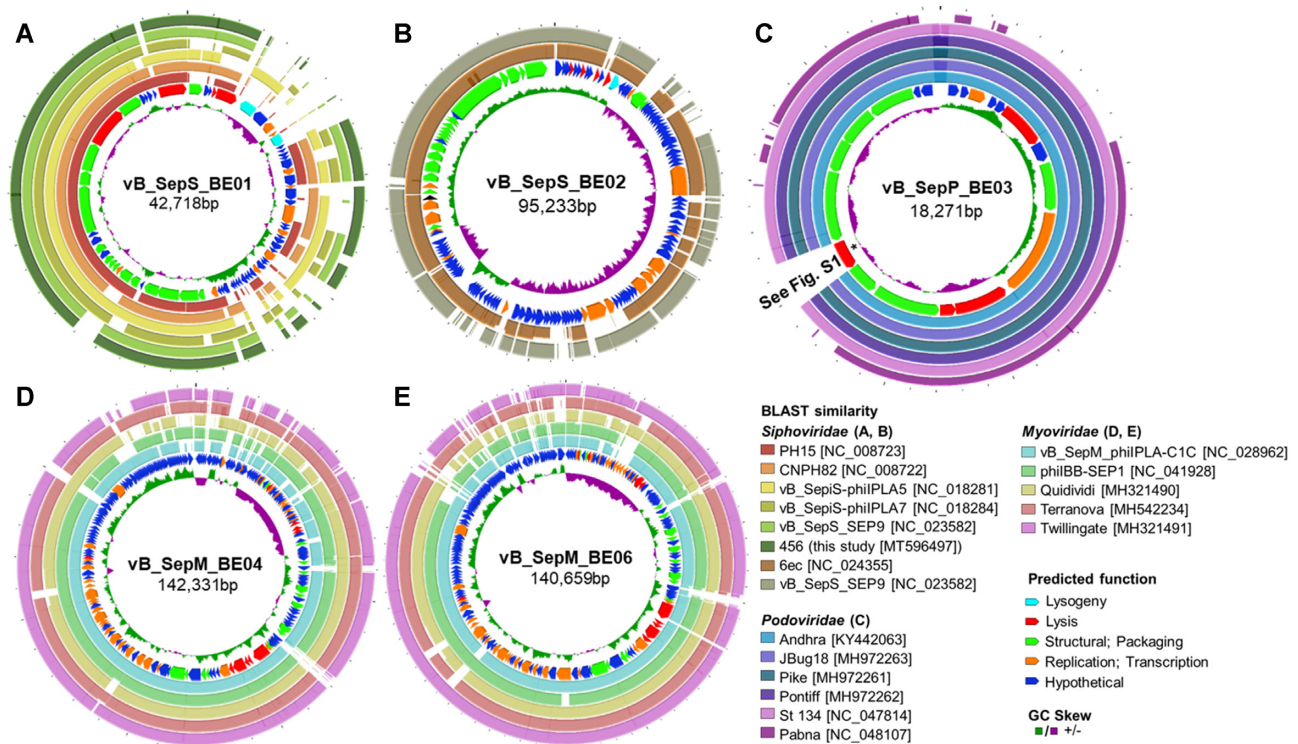 A
vB_SepS_BE01
42,718bp
B
vB_SepS_BE02
95,233bp
C
vB_SepP_BE03
18,271bp
*
See Fig. S1
D
vB_SepM_BE04
142,331bp
E
vB_SepM_BE06
140,659bp
BLAST similarity
Siphoviridae (A, B)
PH15 [NC_008723]
CNPH82 [NC_008722]
vB_SepiS-phiIPLA5 [NC_018281]
vB_SepiS-phiIPLA7 [NC_018284]
vB_SepS_SEP9 [NC_023582]
456 (this study [MT596497])
6ec [NC_024355]
vB_SepS_SEP9 [NC_023582]
Podoviridae (C)
Andhra [KY442063]
JBug18 [MH972263]
Pike [MH972261]
Pontiff [MH972262]
St 134 [NC_047814]
Pabna [NC_048107]
Myoviridae (D, E)
vB_SepM_phiIPLA-C1C [NC_028962]
phiIBB-SEP1 [NC_041928]
Quidividi [MH321490]
Terranova [MH542234]
Twillingate [MH321491]
Predicted function
Lysogeny
Lysis
Structural; Packaging
Replication; Transcription
Hypothetical
GC Skew
/ +/-